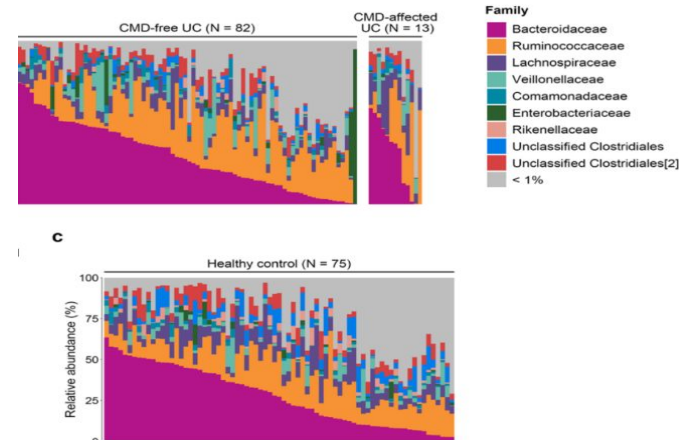 CMD-free UC (N = 82)
CMD-affected
UC (N = 13)
Family
Bacteroidaceae
Ruminococcaceae
Lachnospiraceae
Veillonellaceae
Comamonadaceae
Enterobacteriaceae
Rikenellaceae
Unclassified Clostridiales
Unclassified Clostridiales[2]
< 1%
c
Healthy control (N = 75)
Relative abundance (%)
100
75
50
25
0